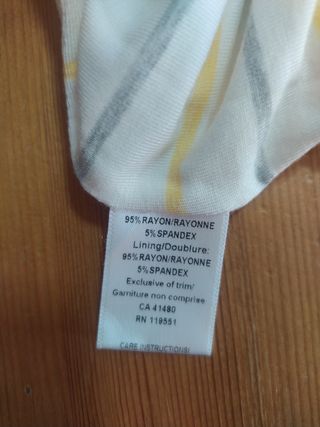 95%RAYON/RAYONNE
5%SPANDEX
Lining/Doublure:
95%RAYON/RAYONNE
5%SPANDEX
Exclusive of trim/
Garniture non comprise
CA 41480
RN 119551
CARE INSTRUCTIONS/